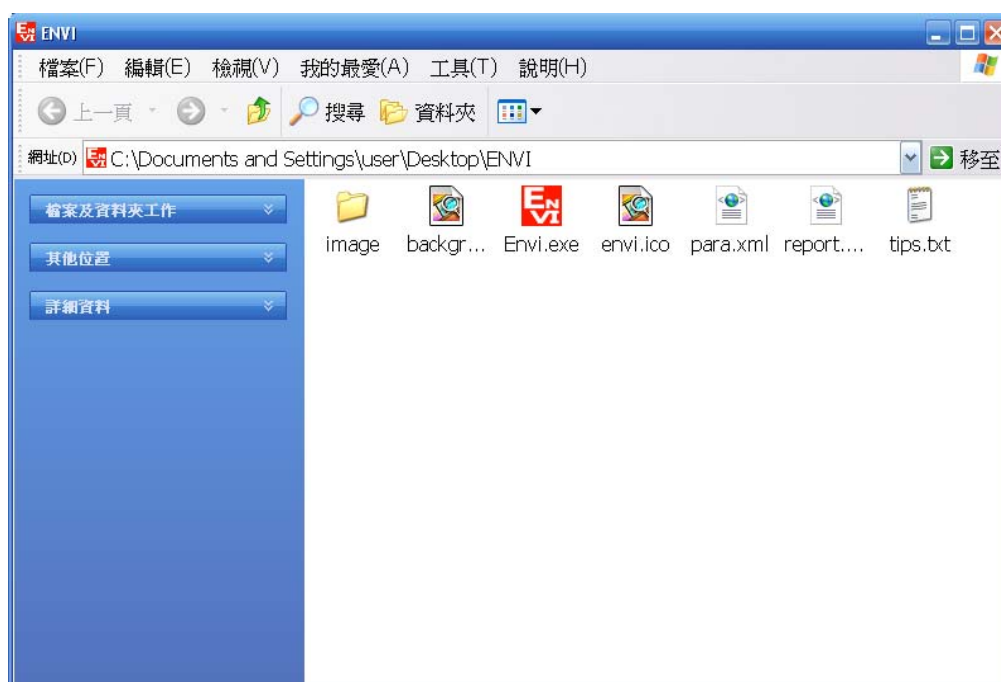 ENVI
檔案(F) 編輯(E) 檢視(V) 我的最愛(A) 工具(T) 說明(H)
上一頁 搜尋 資料夾
網址(D) C:\Documents and Settings\user\Desktop\ENVI 移至
檔案及資料夾工作
其他位置
詳細資料
image backgr... Envi.exe envi.ico para.xml report.... tips.txt